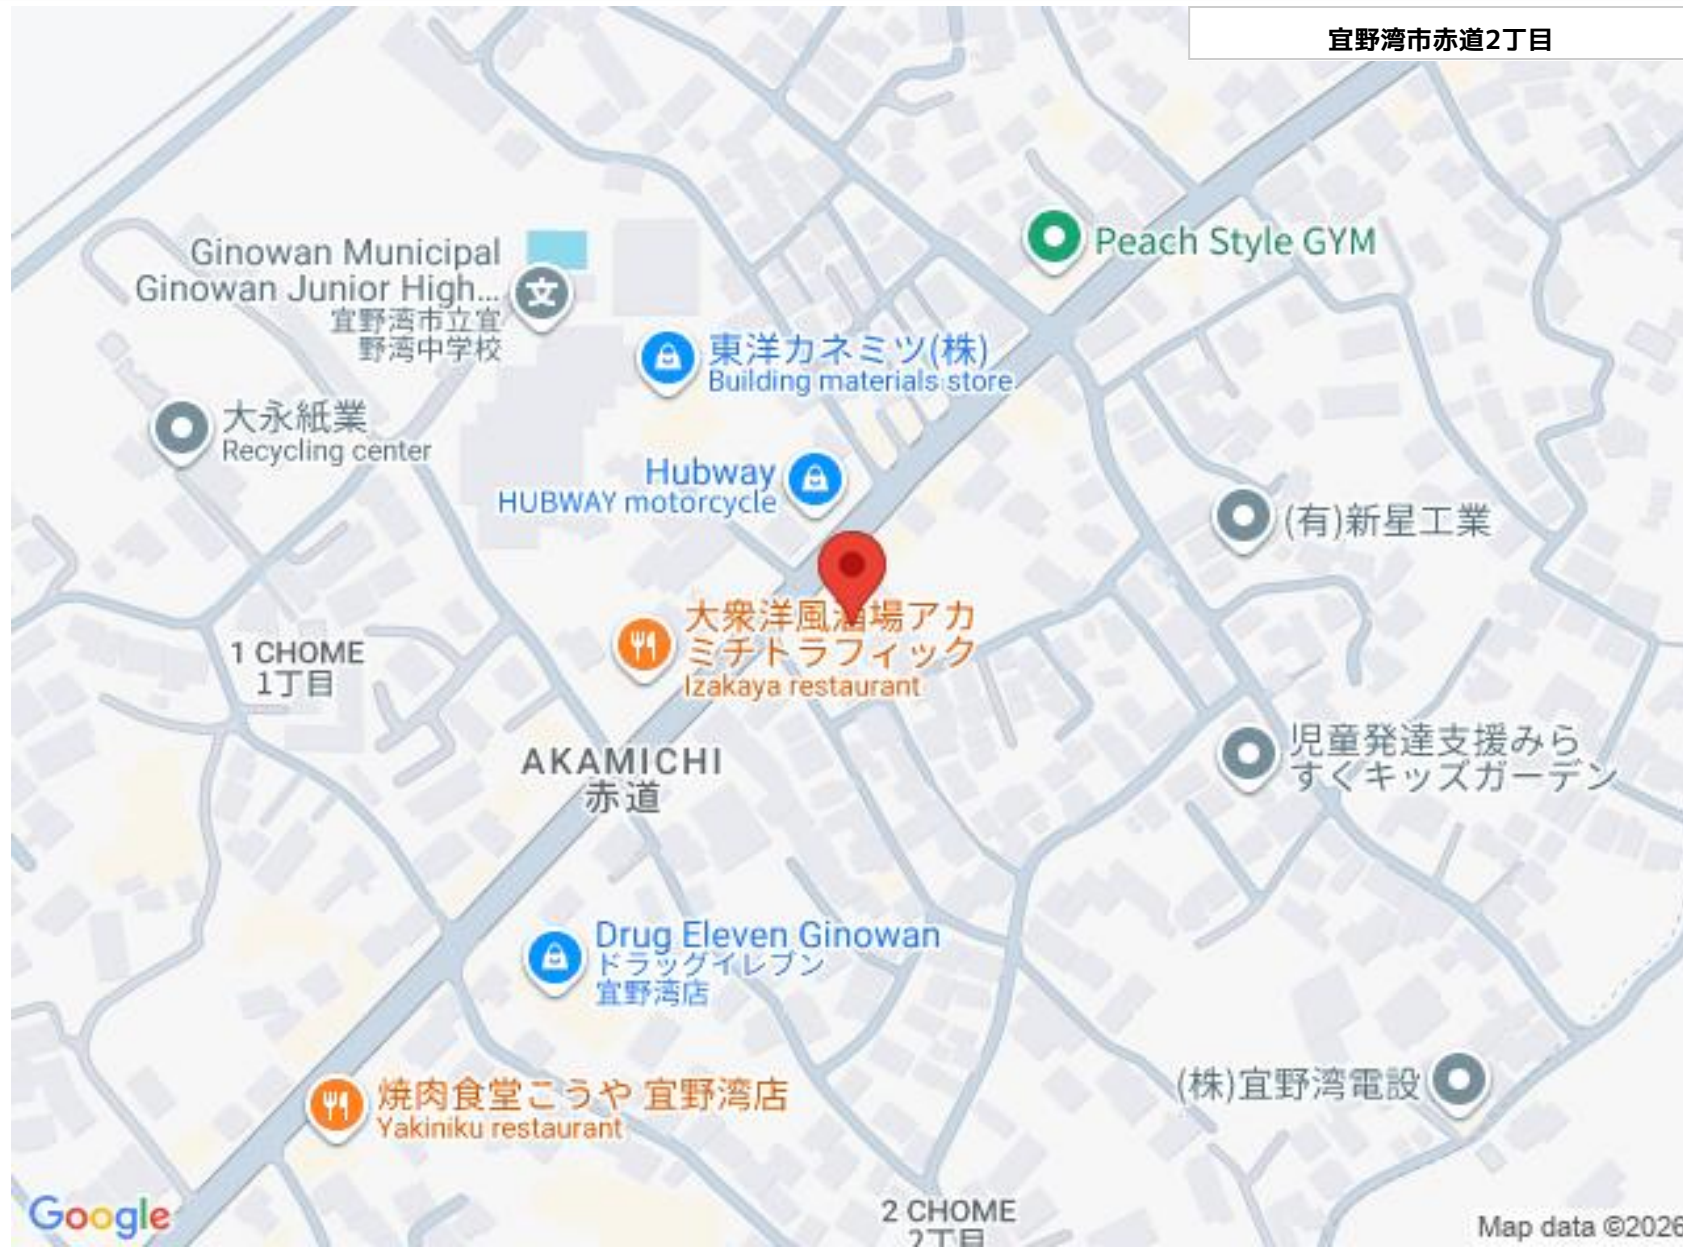 宜野湾市赤道2丁目
Peach Style GYM
Ginowan Municipal
Ginowan Junior High...
宜野湾市立宜
野湾中学校
文
東洋カネミツ(株)
Building materials store
大永紙業
Recycling center
Hubway
HUBWAY motorcycle
(有)新星工業
大衆洋風酒場アカ
ミチトラフィック
Izakaya restaurant
1 CHOME
1丁目
児童発達支援みら
すくキッズガーデン
AKAMICHI
赤道
Drug Eleven Ginowan
ドラッグイレブン
宜野湾店
(株)宜野湾電設
焼肉食堂こうや 宜野湾店
Yakiniku restaurant
2 CHOME
2丁目
Google
Map data ©2026